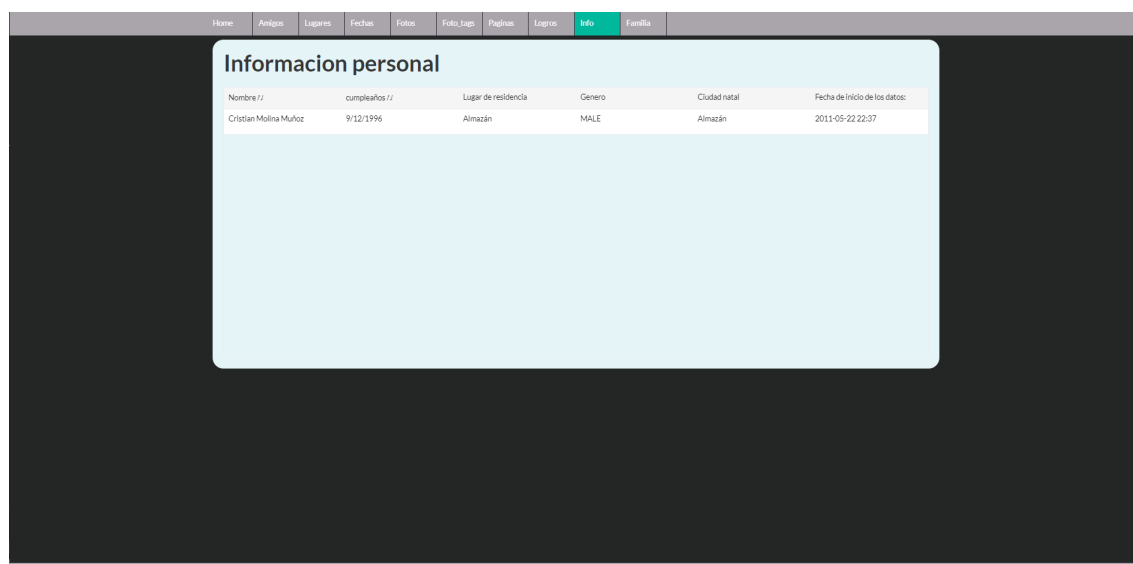 Home Amigos Lugares Fechas Fotos Foto_tags Paginas Logros Info Familia
Informacion personal
Nombre /./ cumpleaños /./ Lugar de residencia Genero Ciudad natal Fecha de inicio de los datos:
Cristian Molina Muñoz 9/12/1996 Almazán MALE Almazán 2011-05-22 22:37